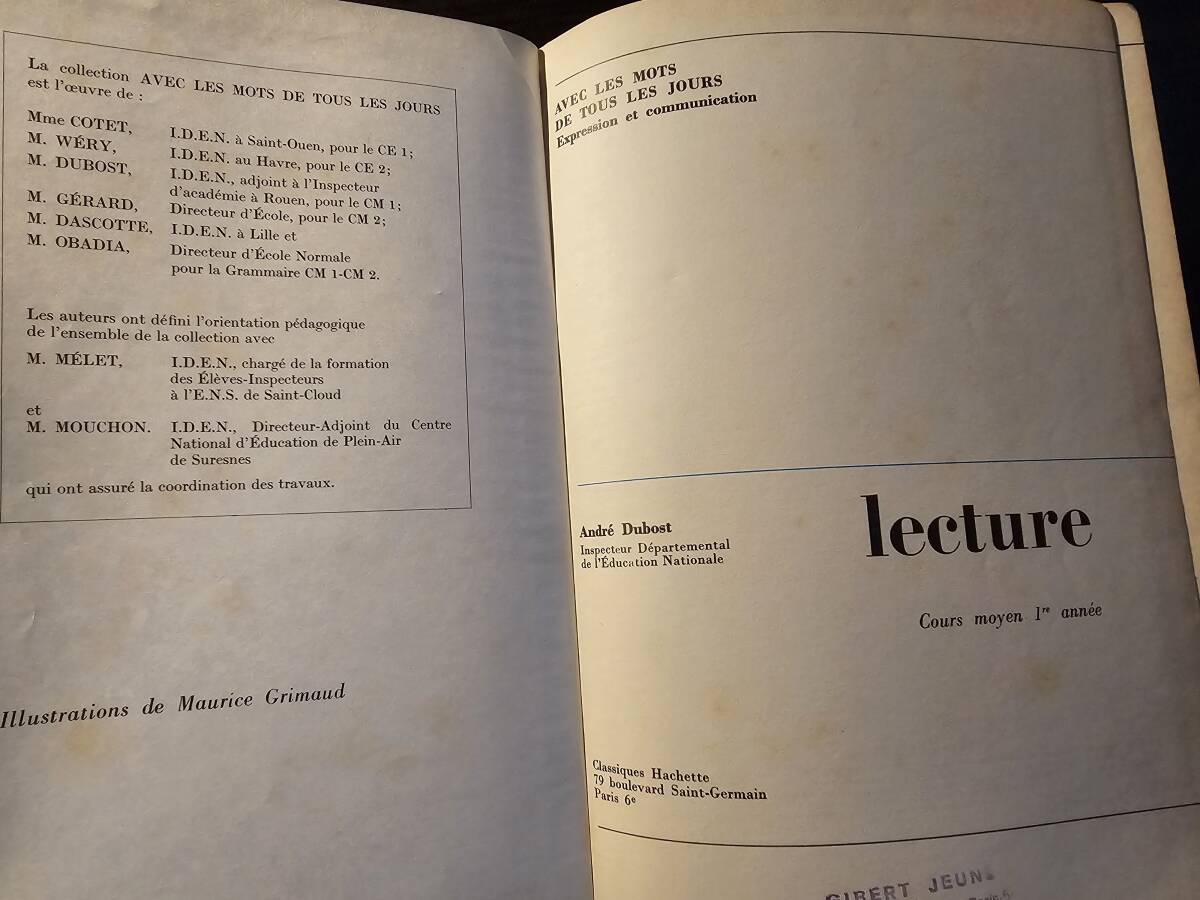 La collection AVEC LES MOTS DE TOUS LES JOURS
est l'œuvre de :
Mme COTET, I.D.E.N. à Saint-Ouen, pour le CE 1;
M. WÉRY, I.D.E.N. au Havre, pour le CE 2;
M. DUBOST, I.D.E.N., adjoint à l'Inspecteur
d'académie à Rouen, pour le CM 1;
M. GÉRARD, Directeur d'École, pour le CM 2;
M. DASCOTTE, I.D.E.N. à Lille et
M. OBADIA, Directeur d'École Normale
pour la Grammaire CM 1-CM 2.
Les auteurs ont défini l'orientation pédagogique
de l'ensemble de la collection avec
M. MÉLET, I.D.E.N., chargé de la formation
des Élèves-Inspecteurs
à l'E.N.S. de Saint-Cloud
et
M. MOUCHON. I.D.E.N., Directeur-Adjoint du Centre
National d'Éducation de Plein-Air
de Suresnes
qui ont assuré la coordination des travaux.
Illustrations de Maurice Grimaud
AVEC LES MOTS
DE TOUS LES JOURS
Expression et communication
André Dubost
Inspecteur Départemental
de l'Éducation Nationale
lecture
Cours moyen 1re année
Classiques Hachette
79 boulevard Saint-Germain
Paris 6e
GIBERT JEUNE